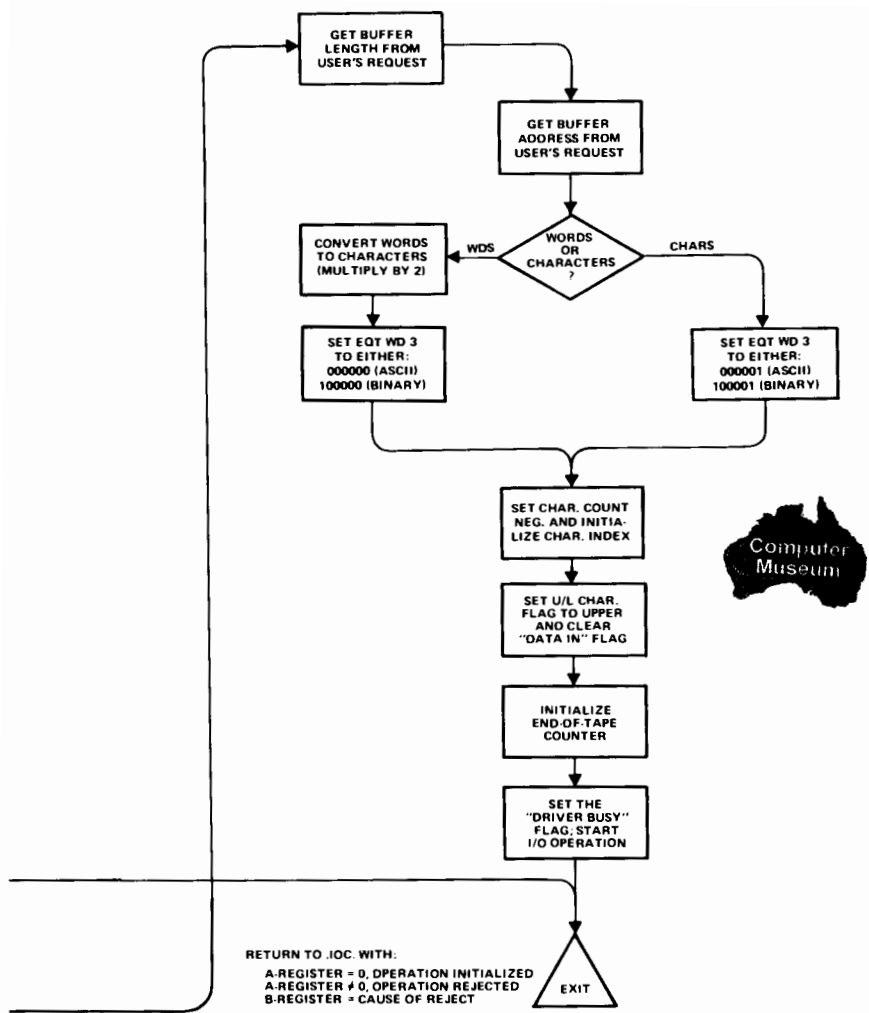 GET BUFFER
LENGTH FROM
USER'S REQUEST
GET BUFFER
ADDRESS FROM
USER'S REQUEST
WORDS
OR
CHARACTERS
?
WDS
CHARS
CONVERT WORDS
TO CHARACTERS
(MULTIPLY BY 2)
SET EQT WD 3
TO EITHER:
000000 (ASCII)
100000 (BINARY)
SET EQT WD 3
TO EITHER:
000001 (ASCII)
100001 (BINARY)
SET CHAR. COUNT
NEG. AND INITIA-
LIZE CHAR. INDEX
Computer
Museum
SET U/L CHAR.
FLAG TO UPPER
AND CLEAR
"DATA IN" FLAG
INITIALIZE
END-OF-TAPE
COUNTER
SET THE
"DRIVER BUSY"
FLAG; START
I/O OPERATION
RETURN TO .IOC. WITH:
A-REGISTER = 0, OPERATION INITIALIZED
A-REGISTER ≠ 0, OPERATION REJECTED
B-REGISTER = CAUSE OF REJECT
EXIT